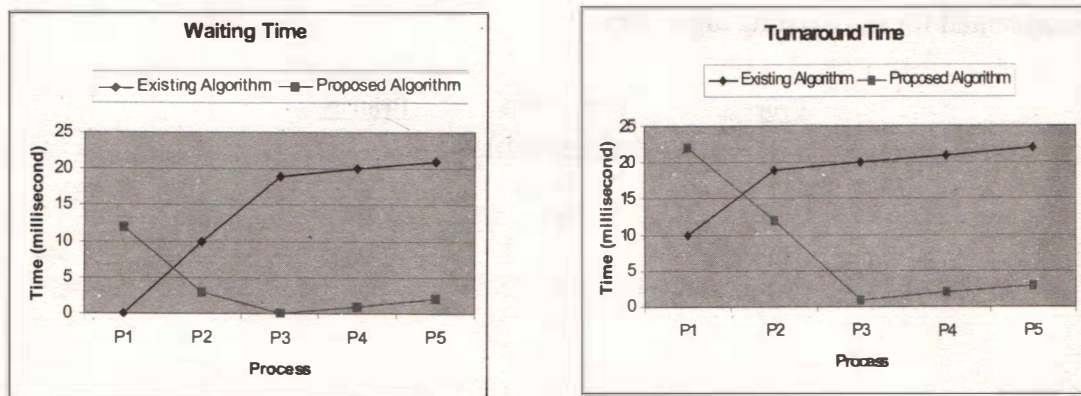 Waiting Time
Existing Algorithm Proposed Algorithm
25
20
15
10
5
0
Time (millisecond)
P1 P2 P3 P4 P5
Process
Turnaround Time
Existing Algorithm Proposed Algorithm
25
20
15
10
5
0
Time (millisecond)
P1 P2 P3 P4 P5
Process